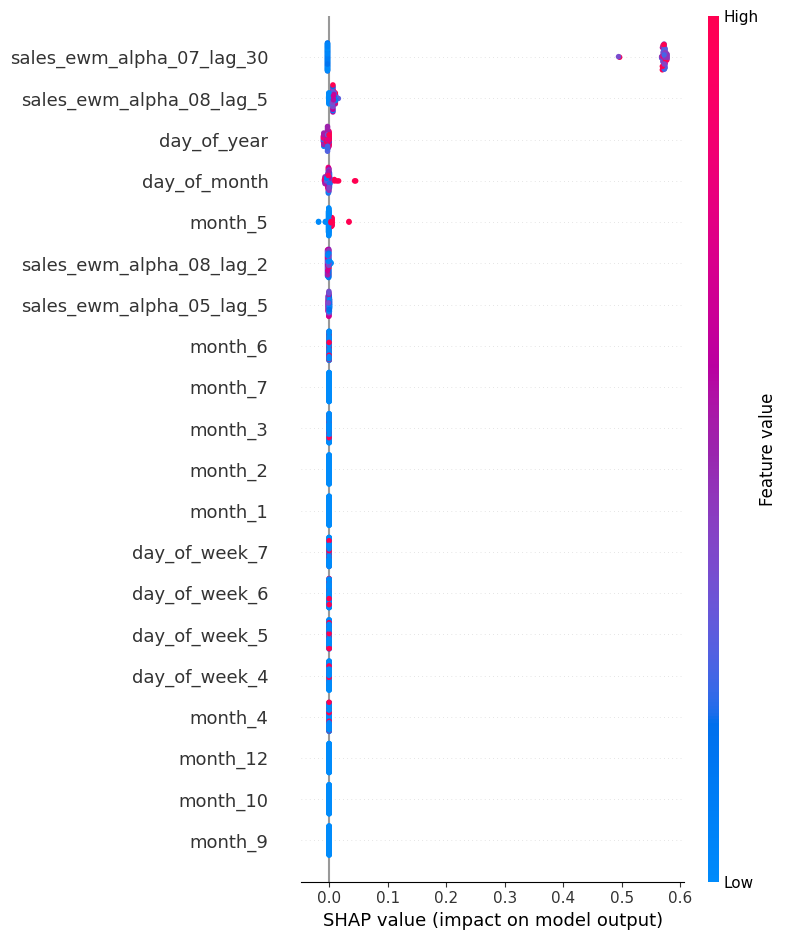 High
sales_ewm_alpha_07_lag_30
sales_ewm_alpha_08_lag_5
day_of_year
day_of_month
month_5
sales_ewm_alpha_08_lag_2
sales_ewm_alpha_05_lag_5
month_6
month_7
month_3
month_2
month_1
day_of_week_7
day_of_week_6
day_of_week_5
day_of_week_4
month_4
month_12
month_10
month_9
Feature value
Low
0.0 0.1 0.2 0.3 0.4 0.5 0.6
SHAP value (impact on model output)